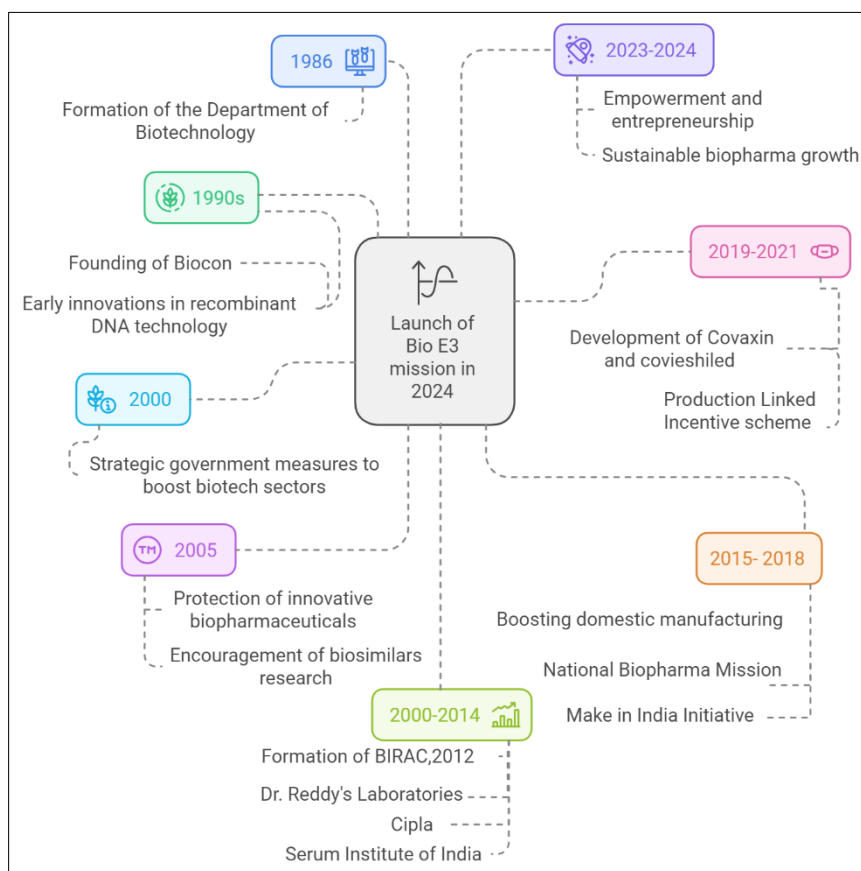 1986
Formation of the Department of
Biotechnology
1990s
Founding of Biocon
Early innovations in recombinant
DNA technology
2000
Strategic government measures to
boost biotech sectors
TM
2005
Protection of innovative
biopharmaceuticals
Encouragement of biosimilars
research
2000-2014
Formation of BIRAC,2012
Dr. Reddy's Laboratories
Cipla
Serum Institute of India
Launch of
Bio E3
mission in
2024
2023-2024
Empowerment and
entrepreneurship
Sustainable biopharma growth
2019-2021
Development of Covaxin
and covieshiled
Production Linked
Incentive scheme
2015- 2018
Boosting domestic manufacturing
National Biopharma Mission
Make in India Initiative